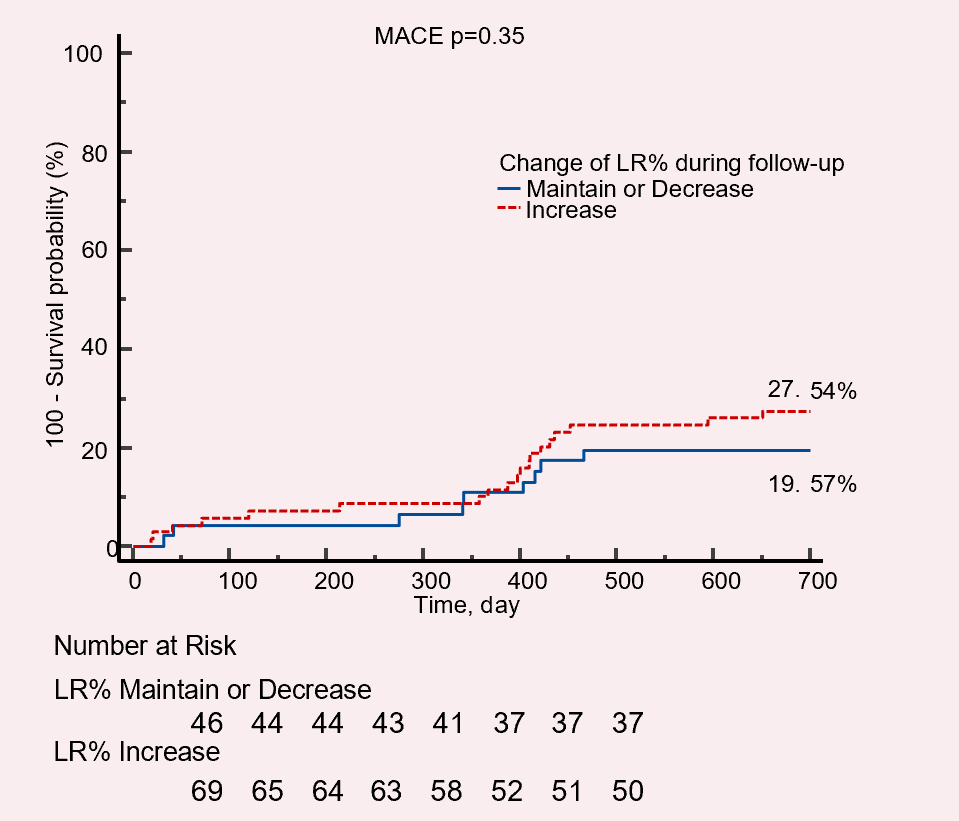 MACE p=0.35
100
80
60
40
20
0
100 - Survival probability (%)
Change of LR% during follow-up
Maintain or Decrease
Increase
27. 54%
19. 57%
0 100 200 300 400 500 600 700
Time, day
Number at Risk
LR% Maintain or Decrease
46 44 44 43 41 37 37 37
LR% Increase
69 65 64 63 58 52 51 50